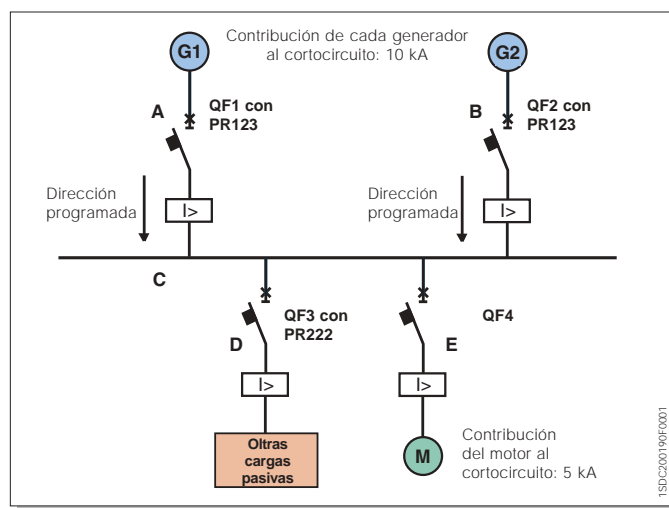 G1
Contribución de cada generador
al cortocircuito: 10 kA
G2
A
QF1 con
PR123
B
QF2 con
PR123
Dirección
programada
I>
Dirección
programada
I>
C
QF3 con
PR222
D
QF4
E
I>
I>
Oltras
cargas
pasivas
M
Contribución
del motor al
cortocircuito: 5 kA
1SDC200190F0001